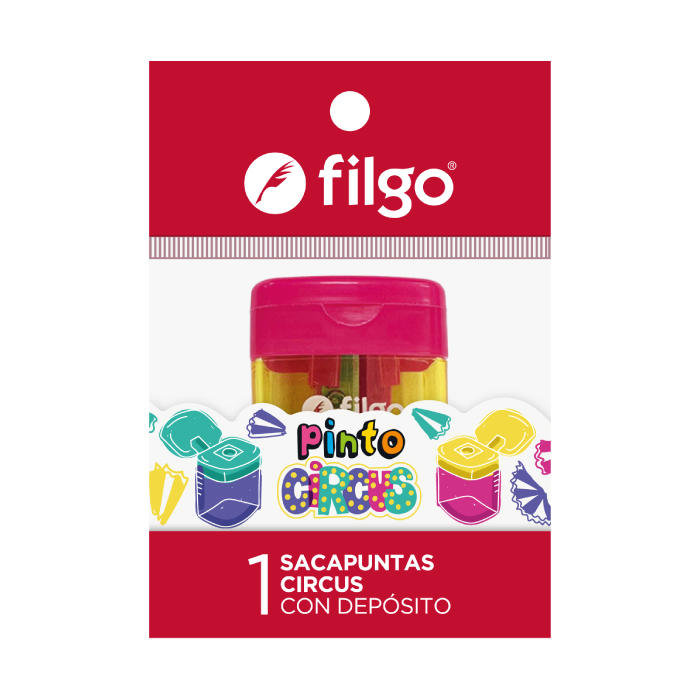 filgo®
filgo
pinto
CIRCUS
1 SACAPUNTAS
CIRCUS
CON DEPÓSITO